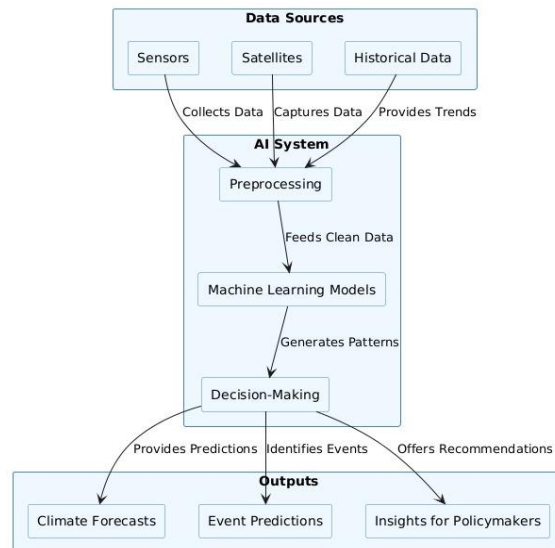 Data Sources
Sensors
Satellites
Historical Data
Collects Data
Captures Data
Provides Trends
AI System
Preprocessing
Feeds Clean Data
Machine Learning Models
Generates Patterns
Decision-Making
Provides Predictions
Identifies Events
Offers Recommendations
Outputs
Climate Forecasts
Event Predictions
Insights for Policymakers